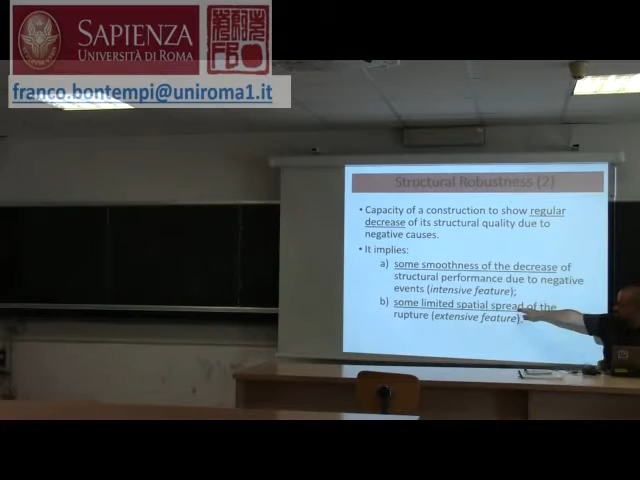 SAPIENZA
UNIVERSITÀ DI ROMA
franco.bontempi@uniroma1.it
Structural Robustness (2)
• Capacity of a construction to show regular
decrease of its structural quality due to
negative causes.
• It implies:
a) some smoothness of the decrease of
structural performance due to negative
events (intensive feature);
b) some limited spatial spread of the
rupture (extensive feature).